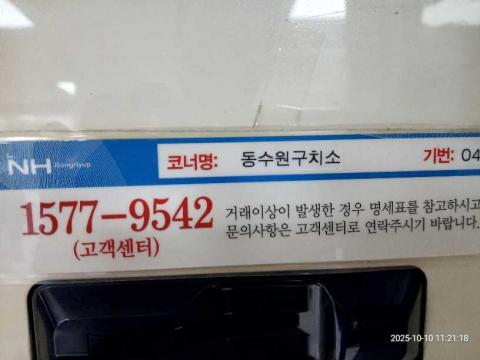 NH NongHyup 코너명: 동수원구치소 기번: 04
1577-9542
(고객센터)
거래이상이 발생한 경우 명세표를 참고하시고
문의사항은 고객센터로 연락주시기 바랍니다.
2025-10-10 11:21:18